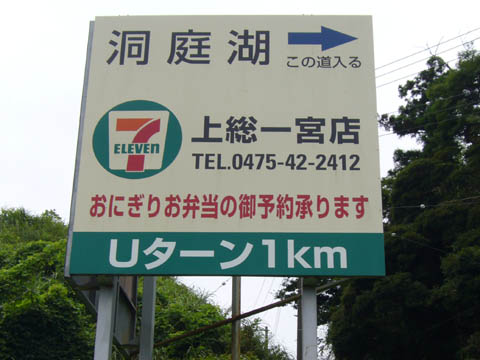 洞庭湖
この道入る
7
ELEVEN
上総一宮店
TEL.0475-42-2412
おにぎりお弁当の御予約承ります
Uターン1km